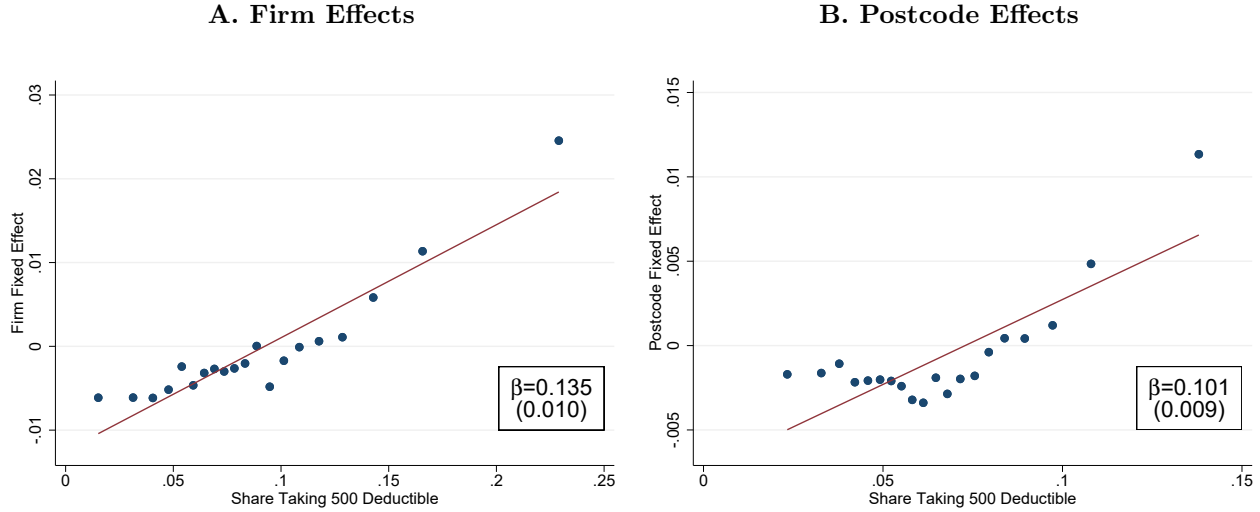 A. Firm Effects
.03
.02
.01
0
-.01
Firm Fixed Effect
0 .05 .1 .15 .2 .25
Share Taking 500 Deductible
β=0.135
(0.010)
B. Postcode Effects
.015
.01
.005
0
-.005
Postcode Fixed Effect
0 .05 .1 .15
Share Taking 500 Deductible
β=0.101
(0.009)